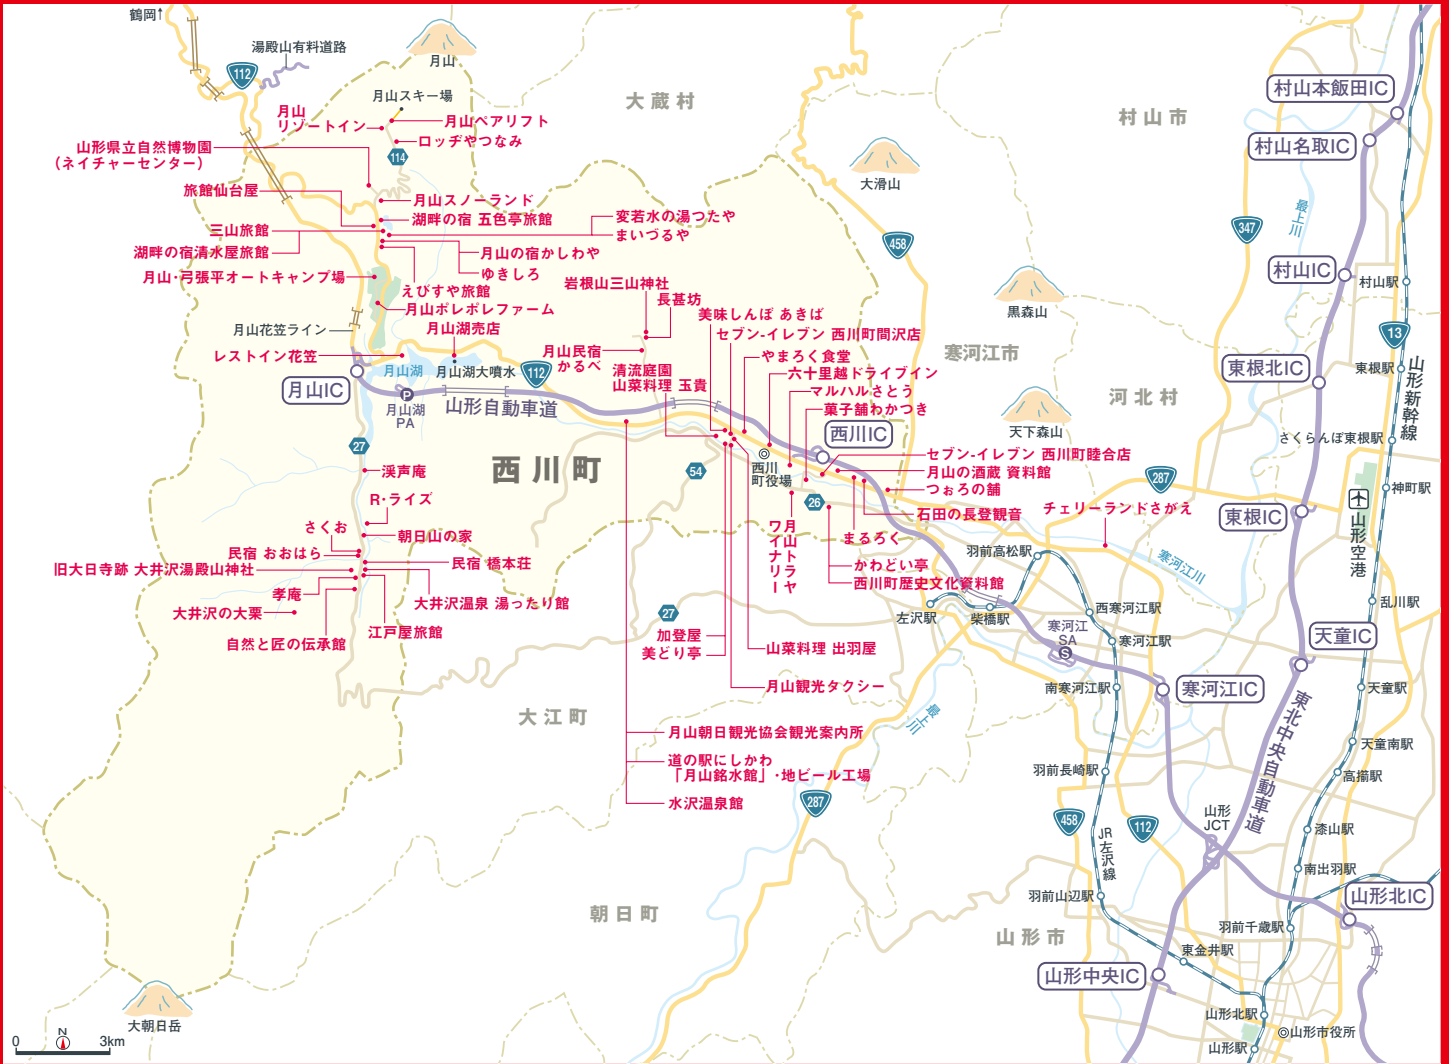 鶴岡↑
湯殿山有料道路
112
月山
月山スキー場
大蔵村
村山市
村山本飯田IC
村山名取IC
月山
リゾートイン
月山ペアリフト
ロッヂやつなみ
114
山形県立自然博物園
(ネイチャーセンター)
大滑山
旅館仙台屋
月山スノーランド
湖畔の宿 五色亭旅館
変若水の湯つたや
まいづるや
三山旅館
湖畔の宿清水屋旅館
月山の宿かしわや
ゆきしろ
458
347
最上川
月山・弓張平オートキャンプ場
えびすや旅館
月山ポレポレファーム
岩根山三山神社
長甚坊
村山IC
村山駅
黒森山
月山花笠ライン
月山湖売店
美味しんぼ あきば
セブン-イレブン 西川町間沢店
13
レストイン花笠
月山民宿
かるべ
やまろく食堂
寒河江市
東根北IC
東根駅
山形新幹線
月山湖
月山湖大噴水
112
清流庭園
山菜料理 玉貴
六十里越ドライブイン
月山IC
月山湖
PA
山形自動車道
マルハルさとう
菓子舗わかつき
河北村
西川IC
天下森山
さくらんぼ東根駅
27
西川町
54
西川
町役場
セブン-イレブン 西川町睦合店
月山の酒蔵 資料館
つぉろの舗
287
神町駅
渓声庵
R・ライズ
26
石田の長登観音
チェリーランドさがえ
東根IC
山形空港
さくお
朝日山の家
月山トラヤ
ワイナリー
まるろく
羽前高松駅
寒河江川
民宿 おおはら
民宿 橋本荘
かわどい亭
西川町歴史文化資料館
旧大日寺跡 大井沢湯殿山神社
孝庵
大井沢温泉 湯ったり館
大井沢の大栗
27
左沢駅
柴橋駅
西寒河江駅
乱川駅
自然と匠の伝承館
江戸屋旅館
加登屋
美どり亭
山菜料理 出羽屋
寒河江
SA
寒河江駅
天童IC
月山観光タクシー
南寒河江駅
寒河江IC
天童駅
大江町
最上川
月山朝日観光協会観光案内所
東北中央自動車道
道の駅にしかわ
「月山銘水館」・地ビール工場
天童南駅
羽前長崎駅
高擶駅
水沢温泉館
287
458
112
山形
JCT
漆山駅
JR左沢線
南出羽駅
羽前山辺駅
山形北IC
朝日町
山形市
羽前千歳駅
東金井駅
山形中央IC
大朝日岳
山形北駅
山形市役所
山形駅
0
N
3km